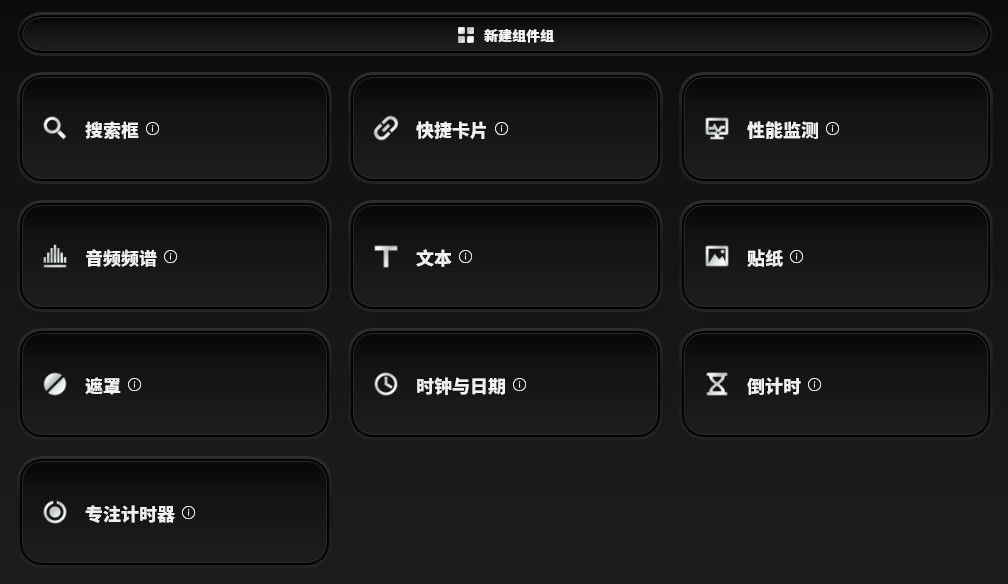 新建组件组
搜索框
快捷卡片
性能监测
音频频谱
文本
贴纸
遮罩
时钟与日期
倒计时
专注计时器